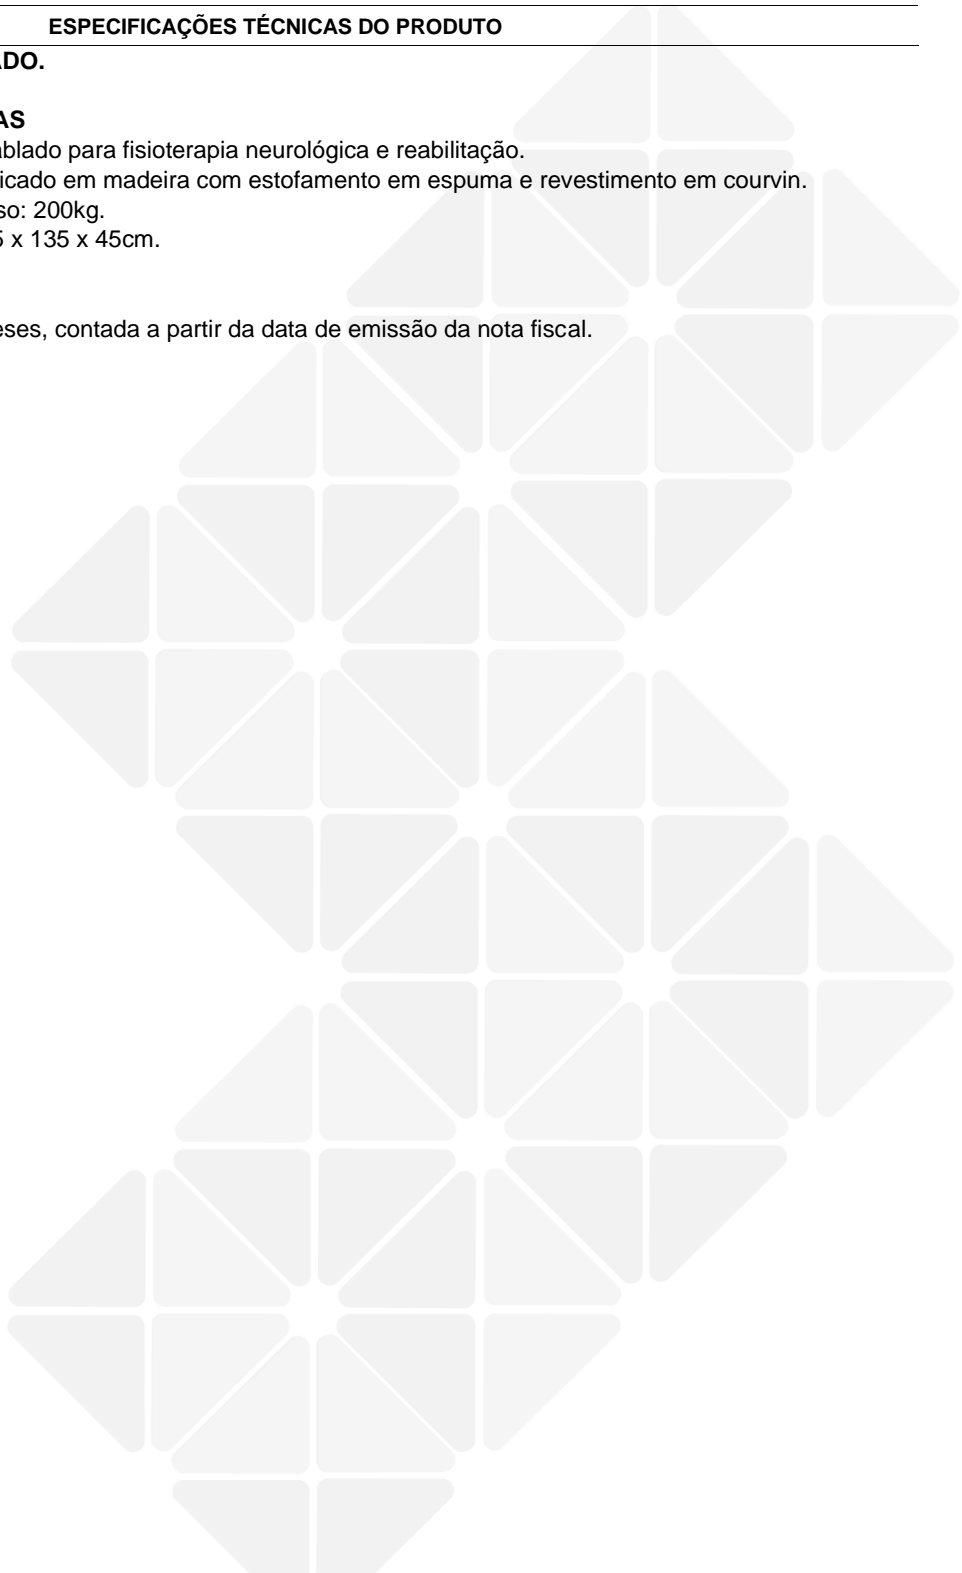 ESPECIFICAÇÕES TÉCNICAS DO PRODUTO
ADO.
AS
ablado para fisioterapia neurológica e reabilitação.
icado em madeira com estofamento em espuma e revestimento em courvin.
so: 200kg.
5 x 135 x 45cm.
eses, contada a partir da data de emissão da nota fiscal.